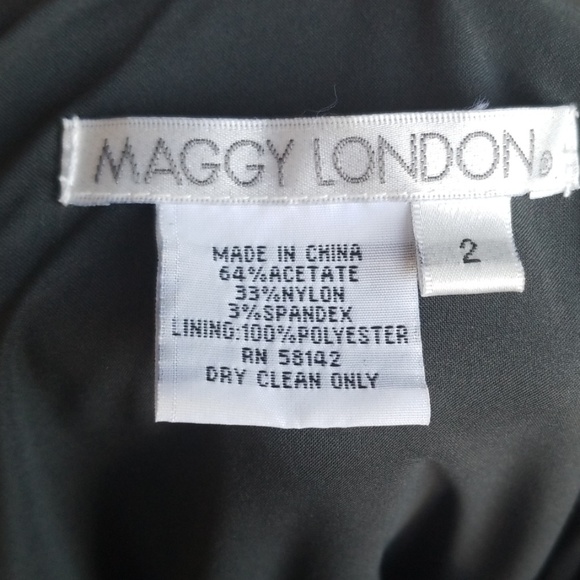 MAGGY LONDON®
2
MADE IN CHINA
64%ACETATE
33%NYLON
3%SPANDEX
LINING:100%POLYESTER
RN 58142
DRY CLEAN ONLY